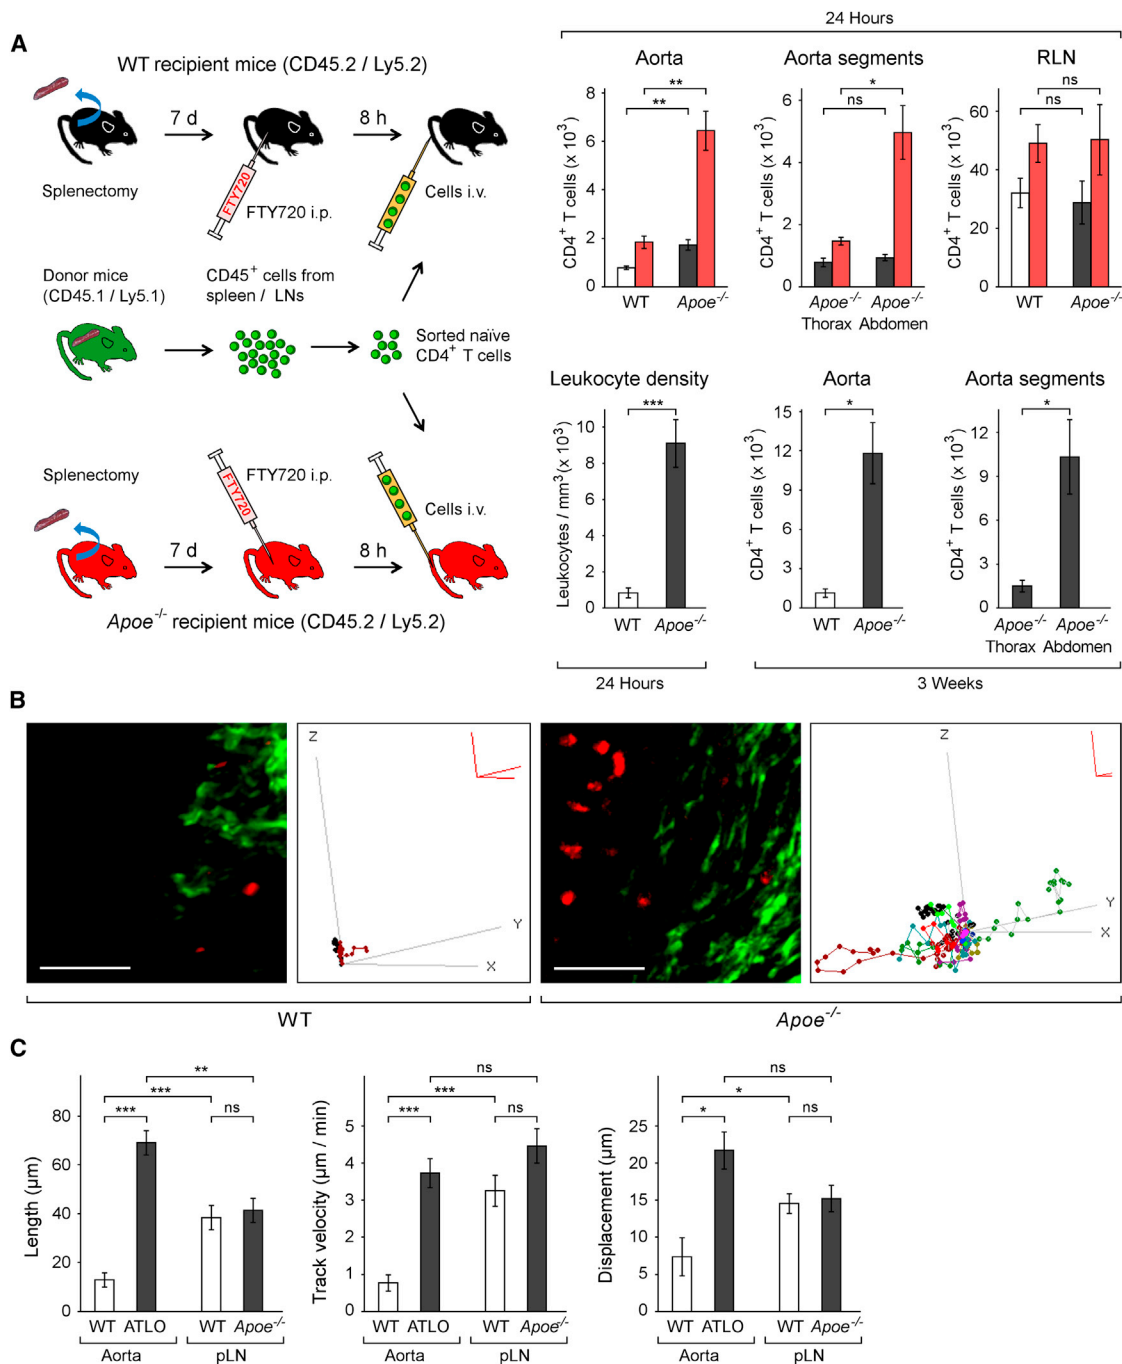 A
WT recipient mice (CD45.2 / Ly5.2)
7 d
8 h
Splenectomy
FTY720
FTY720 i.p.
Cells i.v.
Donor mice
(CD45.1 / Ly5.1)
CD45+ cells from
spleen / LNs
Sorted naïve
CD4+ T cells
Splenectomy
FTY720
FTY720 i.p.
Cells i.v.
7 d
8 h
Apoe-/- recipient mice (CD45.2 / Ly5.2)
24 Hours
Aorta
CD4+ T cells (x 103)
8
6
4
2
0
**
**
WT
Apoe-/-
Aorta segments
CD4+ T cells (x 103)
6
4
2
0
*
ns
Apoe-/- Apoe-/-
Thorax Abdomen
RLN
CD4+ T cells (x 103)
60
40
20
0
ns
ns
WT
Apoe-/-
Leukocyte density
Leukocytes / mm3 (x 103)
10
8
6
4
2
0
***
WT Apoe-/-
24 Hours
Aorta
CD4+ T cells (x 103)
15
12
9
6
3
0
*
WT Apoe-/-
Aorta segments
CD4+ T cells (x 103)
12
9
6
3
0
*
Apoe-/- Apoe-/-
Thorax Abdomen
3 Weeks
B
Z
Y
X
Z
Y
X
WT
Apoe-/-
C
Length (µm)
80
60
40
20
0
**
***
***
ns
WT ATLO WT Apoe-/-
Aorta pLN
Track velocity (µm / min)
5
4
3
2
1
0
ns
***
***
ns
WT ATLO WT Apoe-/-
Aorta pLN
Displacement (µm)
25
20
15
10
5
0
ns
*
*
ns
WT ATLO WT Apoe-/-
Aorta pLN